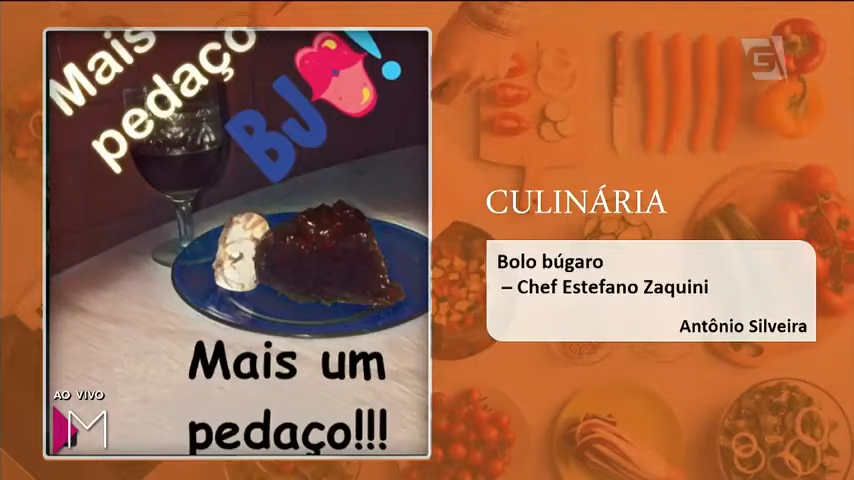 Mais
pedaço
BJ
!
CULINÁRIA
Bolo búgaro
– Chef Estefano Zaquini
Antônio Silveira
Mais um
pedaço!!!
AO VIVO
M
G